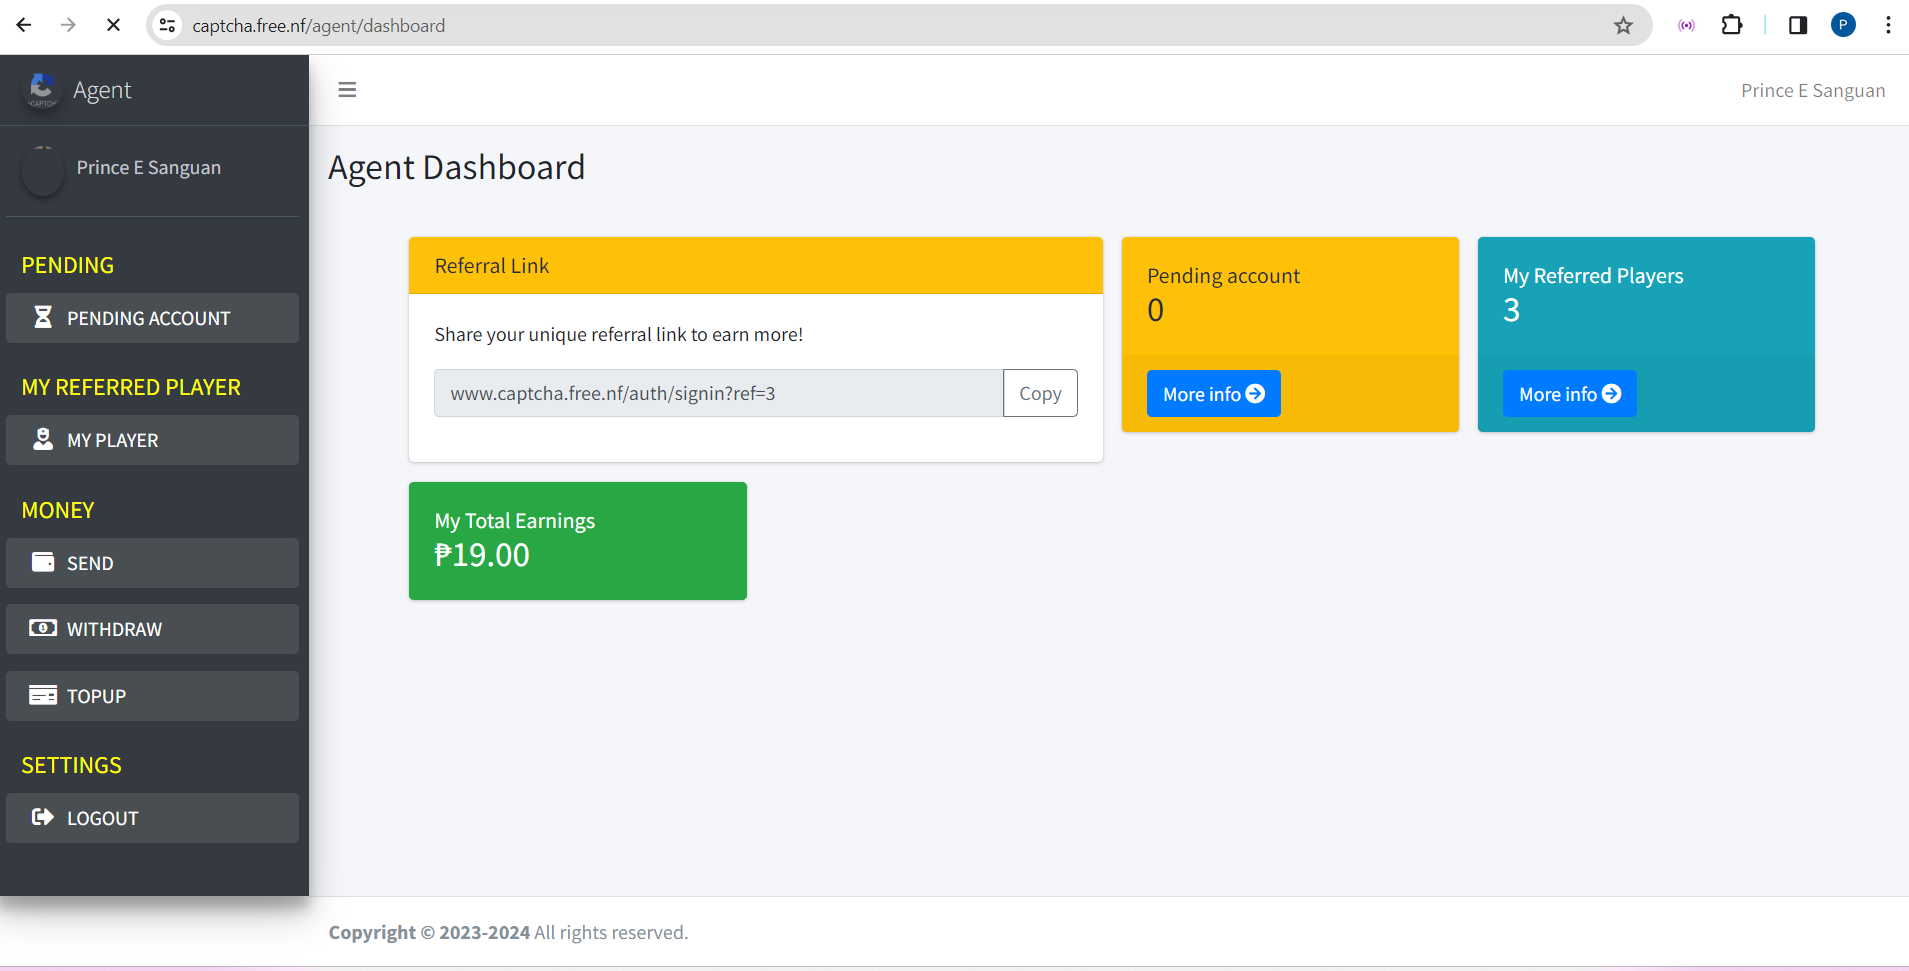 captcha.free.nf/agent/dashboard
P
CAPTCH
Agent
Prince E Sanguan
Prince E Sanguan
PENDING
PENDING ACCOUNT
MY REFERRED PLAYER
MY PLAYER
MONEY
SEND
WITHDRAW
TOPUP
SETTINGS
LOGOUT
Agent Dashboard
Referral Link
Share your unique referral link to earn more!
www.captcha.free.nf/auth/signin?ref=3
Copy
Pending account
0
More info
My Referred Players
3
More info
My Total Earnings
₱19.00
Copyright © 2023-2024 All rights reserved.